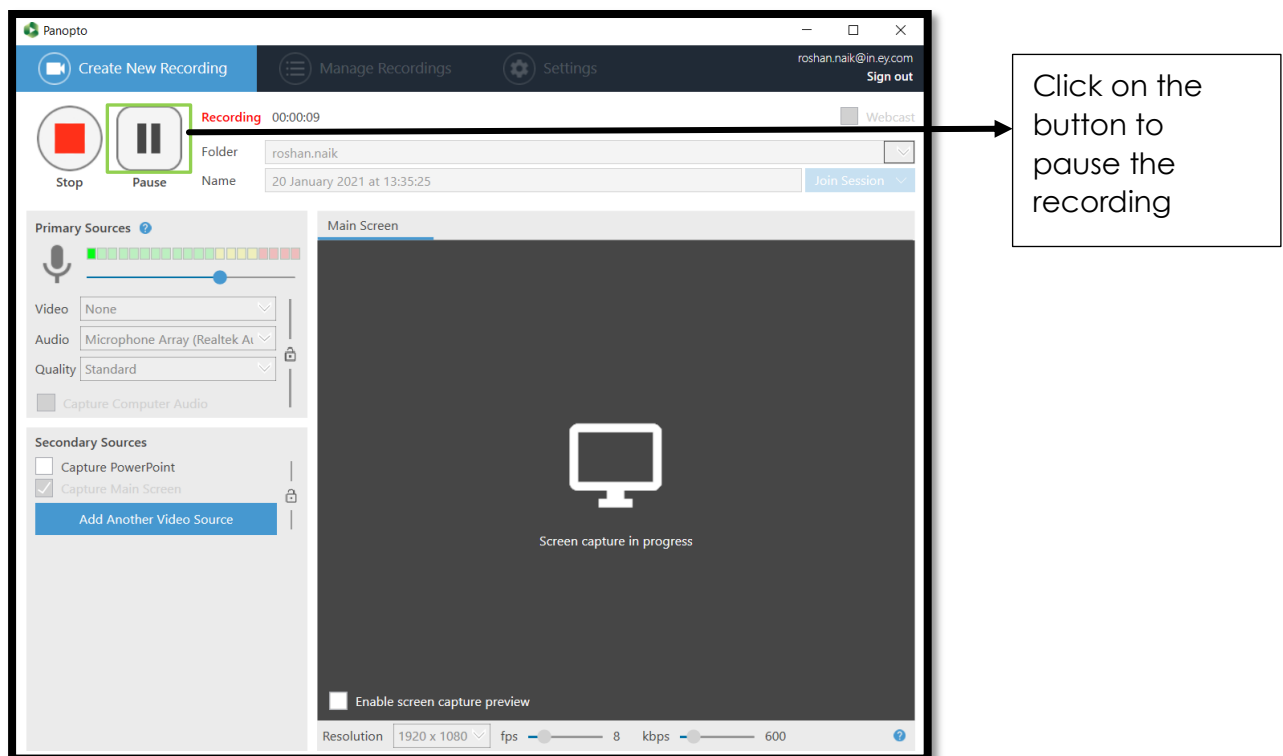 Panopto
Create New Recording
Manage Recordings
Settings
roshan.naik@in.ey.com
Sign out
Recording 00:00:09
Webcast
Folder roshan.naik
Stop Pause Name 20 January 2021 at 13:35:25 Join Session
Click on the
button to
pause the
recording
Primary Sources ?
Main Screen
Video None
Audio Microphone Array (Realtek Au
Quality Standard
Capture Computer Audio
Secondary Sources
Capture PowerPoint
Capture Main Screen
Add Another Video Source
Screen capture in progress
Enable screen capture preview
Resolution 1920 x 1080 fps 8 kbps 600 ?